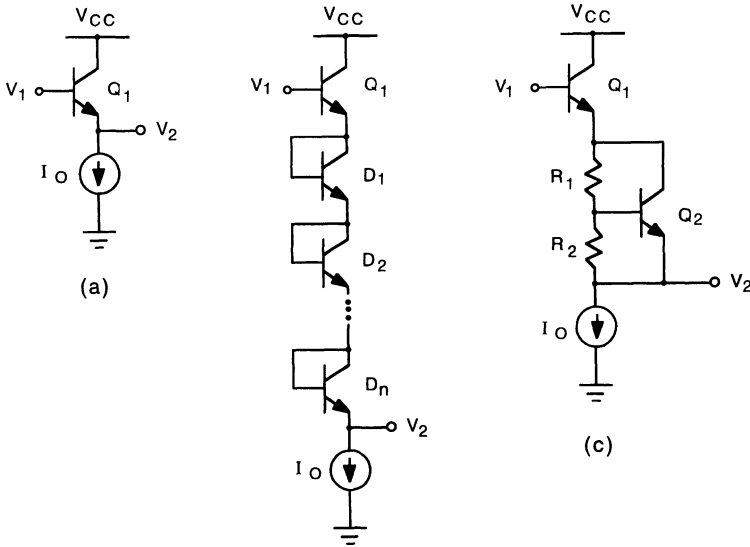 VCC
V1
Q1
V2
IO
(a)
VCC
V1
Q1
D1
D2
Dn
V2
IO
VCC
V1
Q1
R1
Q2
R2
V2
IO
(c)